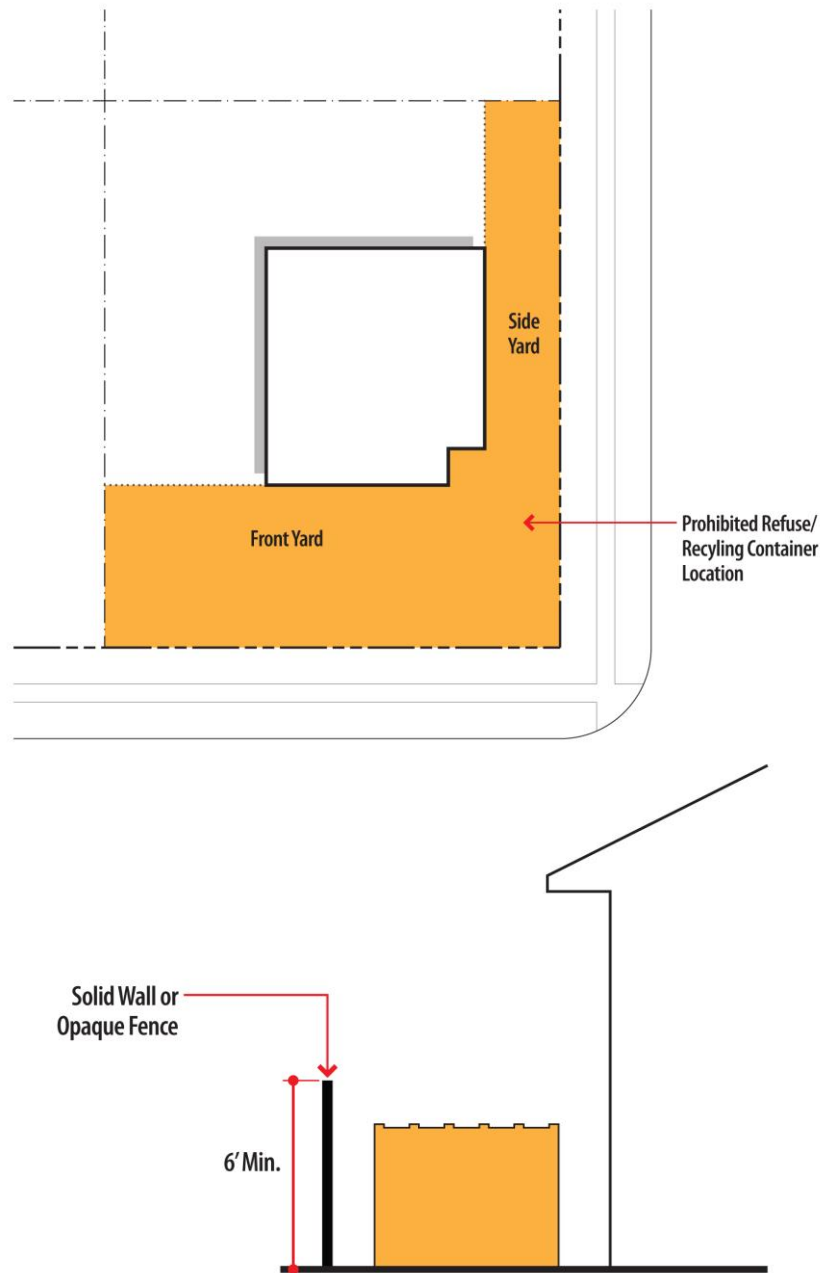 Side
Yard
Front Yard
Prohibited Refuse/
Recyling Container
Location
Solid Wall or
Opaque Fence
6' Min.